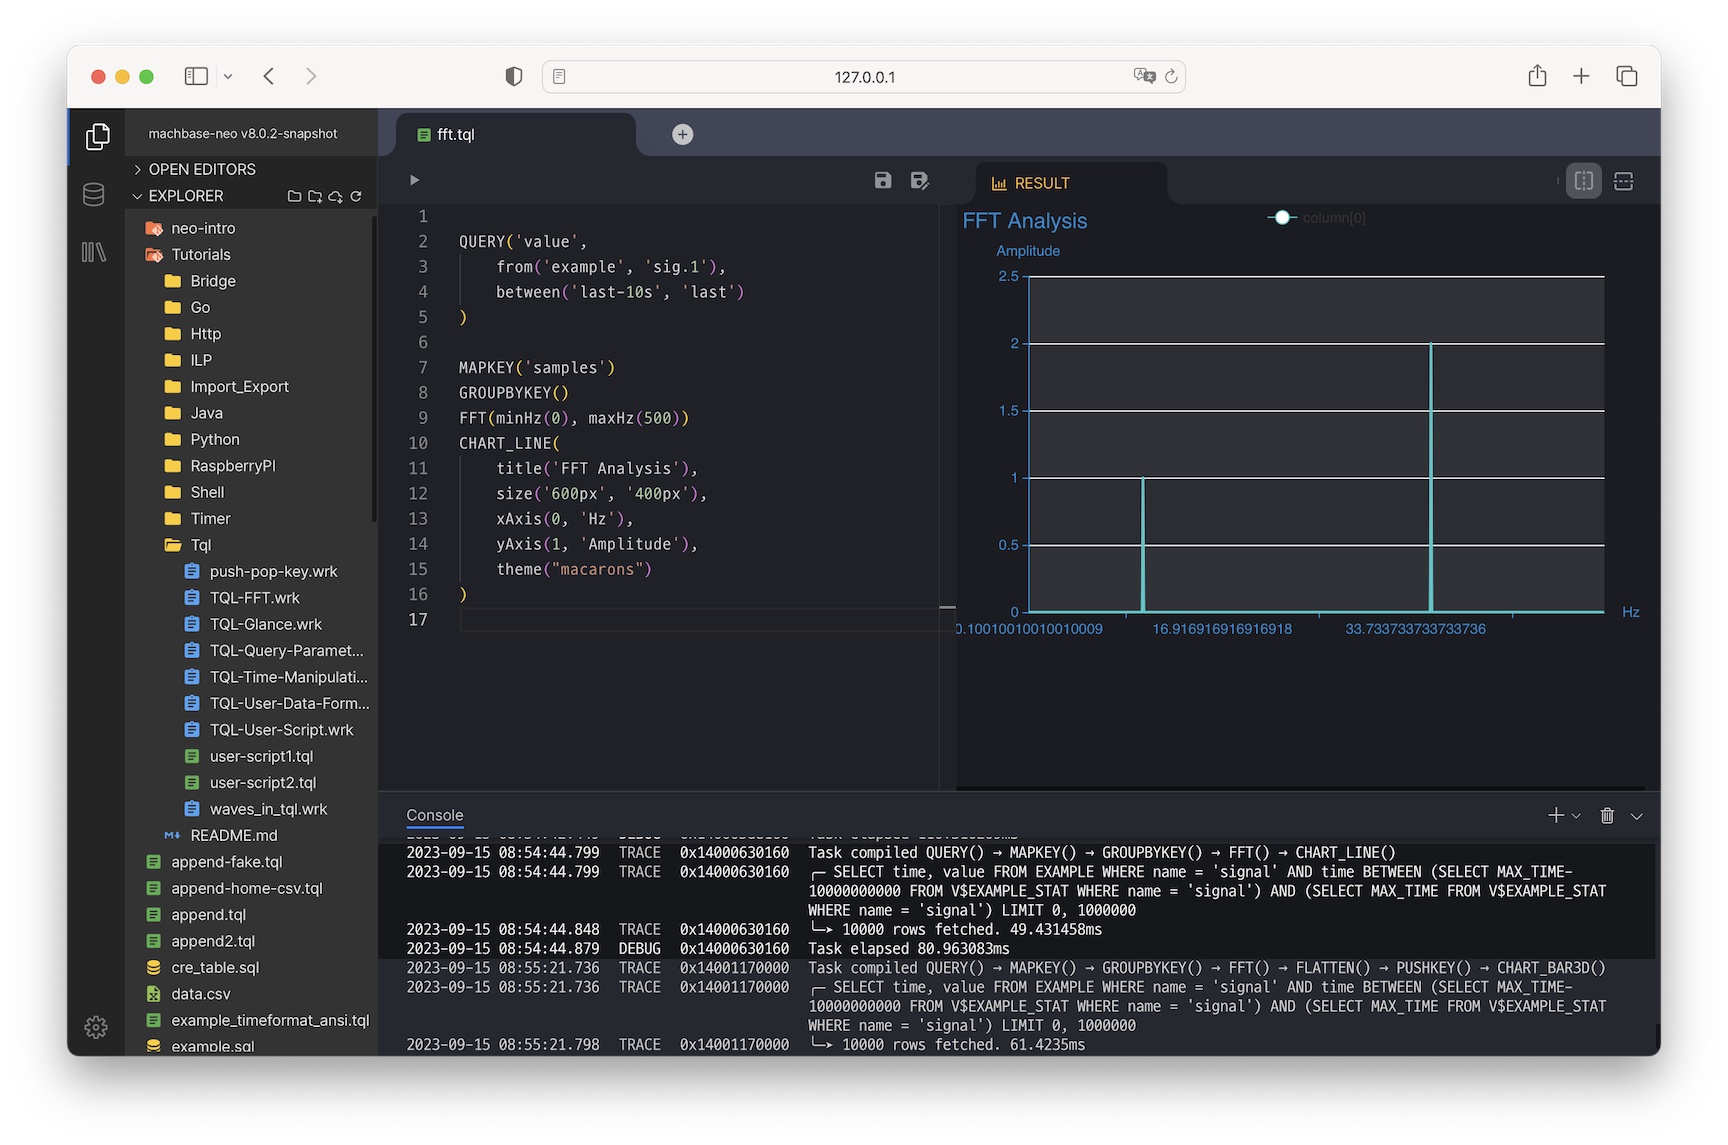 127.0.0.1
machbase-neo v8.0.2-snapshot
OPEN EDITORS
EXPLORER
neo-intro
Tutorials
Bridge
Go
Http
ILP
Import_Export
Java
Python
RaspberryPI
Shell
Timer
Tql
push-pop-key.wrk
TQL-FFT.wrk
TQL-Glance.wrk
TQL-Query-Paramet...
TQL-Time-Manipulati...
TQL-User-Data-Form...
TQL-User-Script.wrk
user-script1.tql
user-script2.tql
waves_in_tql.wrk
README.md
append-fake.tql
append-home-csv.tql
append.tql
append2.tql
cre_table.sql
data.csv
example_timeformat_ansi.tql
example.sql
fft.tql
1
2 QUERY('value',
3 from('example', 'sig.1'),
4 between('last-10s', 'last')
5 )
6
7 MAPKEY('samples')
8 GROUPBYKEY()
9 FFT(minHz(0), maxHz(500))
10 CHART_LINE(
11 title('FFT Analysis'),
12 size('600px', '400px'),
13 xAxis(0, 'Hz'),
14 yAxis(1, 'Amplitude'),
15 theme("macarons")
16 )
17
RESULT
FFT Analysis
column[0]
Amplitude
2.5
2
1.5
1
0.5
0
Hz
0.10010010010010009 16.916916916916918 33.733733733733736
Console
2023-09-15 08:54:44.799 TRACE 0x14000630160 Task compiled QUERY() → MAPKEY() → GROUPBYKEY() → FFT() → CHART_LINE()
2023-09-15 08:54:44.799 TRACE 0x14000630160 ╭─ SELECT time, value FROM EXAMPLE WHERE name = 'signal' AND time BETWEEN (SELECT MAX_TIME-
10000000000 FROM V$EXAMPLE_STAT WHERE name = 'signal') AND (SELECT MAX_TIME FROM V$EXAMPLE_STAT
WHERE name = 'signal') LIMIT 0, 1000000
2023-09-15 08:54:44.848 TRACE 0x14000630160 ╰─➤ 10000 rows fetched. 49.431458ms
2023-09-15 08:54:44.879 DEBUG 0x14000630160 Task elapsed 80.963083ms
2023-09-15 08:55:21.736 TRACE 0x14001170000 Task compiled QUERY() → MAPKEY() → GROUPBYKEY() → FFT() → FLATTEN() → PUSHKEY() → CHART_BAR3D()
2023-09-15 08:55:21.736 TRACE 0x14001170000 ╭─ SELECT time, value FROM EXAMPLE WHERE name = 'signal' AND time BETWEEN (SELECT MAX_TIME-
10000000000 FROM V$EXAMPLE_STAT WHERE name = 'signal') AND (SELECT MAX_TIME FROM V$EXAMPLE_STAT
WHERE name = 'signal') LIMIT 0, 1000000
2023-09-15 08:55:21.798 TRACE 0x14001170000 ╰─➤ 10000 rows fetched. 61.4235ms